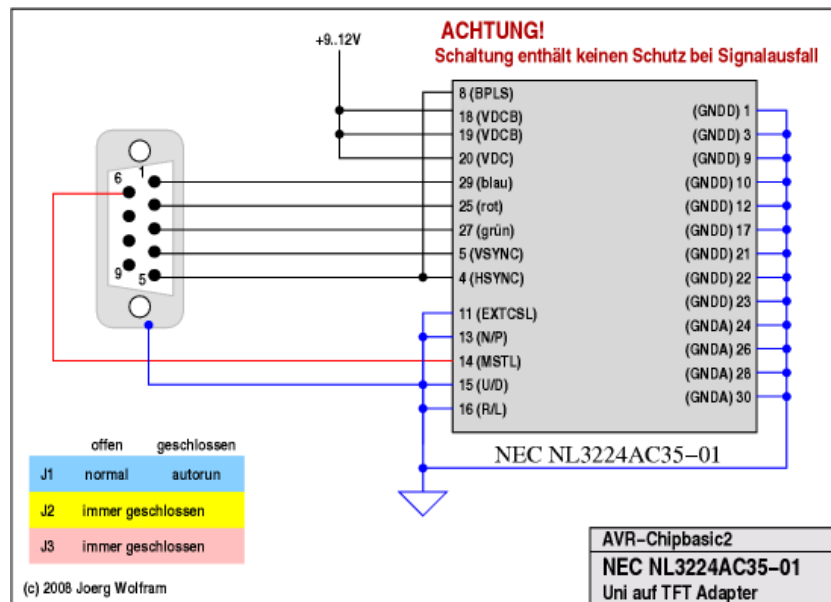 ACHTUNG!
Schaltung enthält keinen Schutz bei Signalausfall
+9..12V
8 (BPLS)
18 (VDCB)
19 (VDCB)
20 (VDC)
29 (blau)
25 (rot)
27 (grün)
5 (VSYNC)
4 (HSYNC)
11 (EXTCSL)
13 (N/P)
14 (MSTL)
15 (U/D)
16 (R/L)
(GNDD) 1
(GNDD) 3
(GNDD) 9
(GNDD) 10
(GNDD) 12
(GNDD) 17
(GNDD) 21
(GNDD) 22
(GNDD) 23
(GNDA) 24
(GNDA) 26
(GNDA) 28
(GNDA) 30
6
1
9
5
NEC NL3224AC35-01
offen geschlossen
J1 normal autorun
J2 immer geschlossen
J3 immer geschlossen
(c) 2008 Joerg Wolfram
AVR-Chipbasic2
NEC NL3224AC35-01
Uni auf TFT Adapter